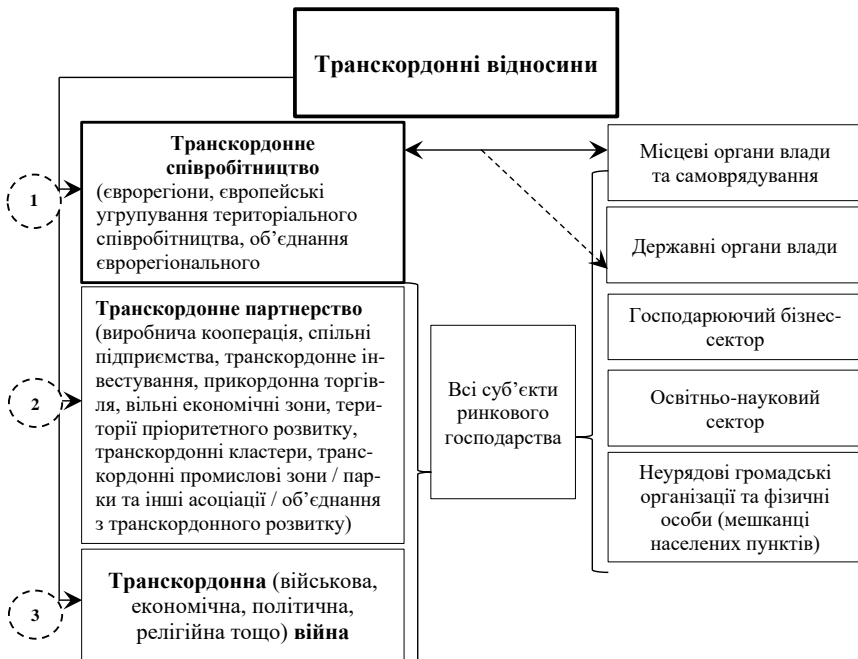 Транскордонні відносини
1
Транскордонне
співробітництво
(єврорегіони, європейські
угрупування територіального
співробітництва, об’єднання
єврорегіонального
2
Транскордонне партнерство
(виробнича кооперація, спільні
підприємства, транскордонне ін-
вестування, прикордонна торгів-
ля, вільні економічні зони, тери-
торії пріоритетного розвитку,
транскордонні кластери, транс-
кордонні промислові зони / пар-
ки та інші асоціації / об’єднання
з транскордонного розвитку)
3
Транскордонна (військова,
економічна, політична,
релігійна тощо) війна
Всі суб’єкти
ринкового
господарства
Місцеві органи влади
та самоврядування
Державні органи влади
Господарюючий бізнес-
сектор
Освітньо-науковий
сектор
Неурядові громадські
організації та фізичні
особи (мешканці
населених пунктів)